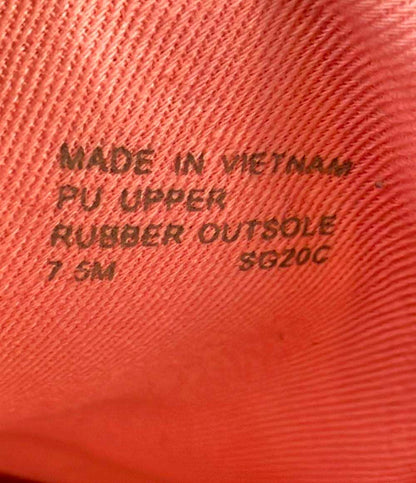 MADE IN VIETNAM
PU UPPER
RUBBER OUTSOLE
7 5M SG20C